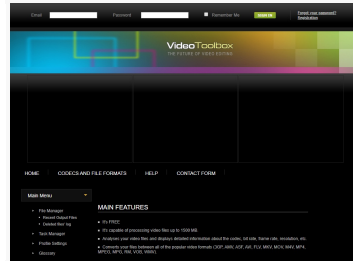 Email
Password
Remember Me
SIGN IN
Forgot your password?
Registration
VideoToolbox
THE FUTURE OF VIDEO EDITING
HOME
CODECS AND FILE FORMATS
HELP
CONTACT FORM
Main Menu
File Manager
Recent Output Files
Deleted files' log
Task Manager
Profile Settings
Glossary
MAIN FEATURES
It's FREE
It's capable of processing video files up to 1500 MB.
Analyses your video files and displays detailed information about the codec, bit rate, frame rate, resolution, etc.
Converts your files between all of the popular video formats (3GP, AMV, ASF, AVI, FLV, MKV, MOV, M4V, MP4,
MPEG, MPG, RM, VOB, WMV).